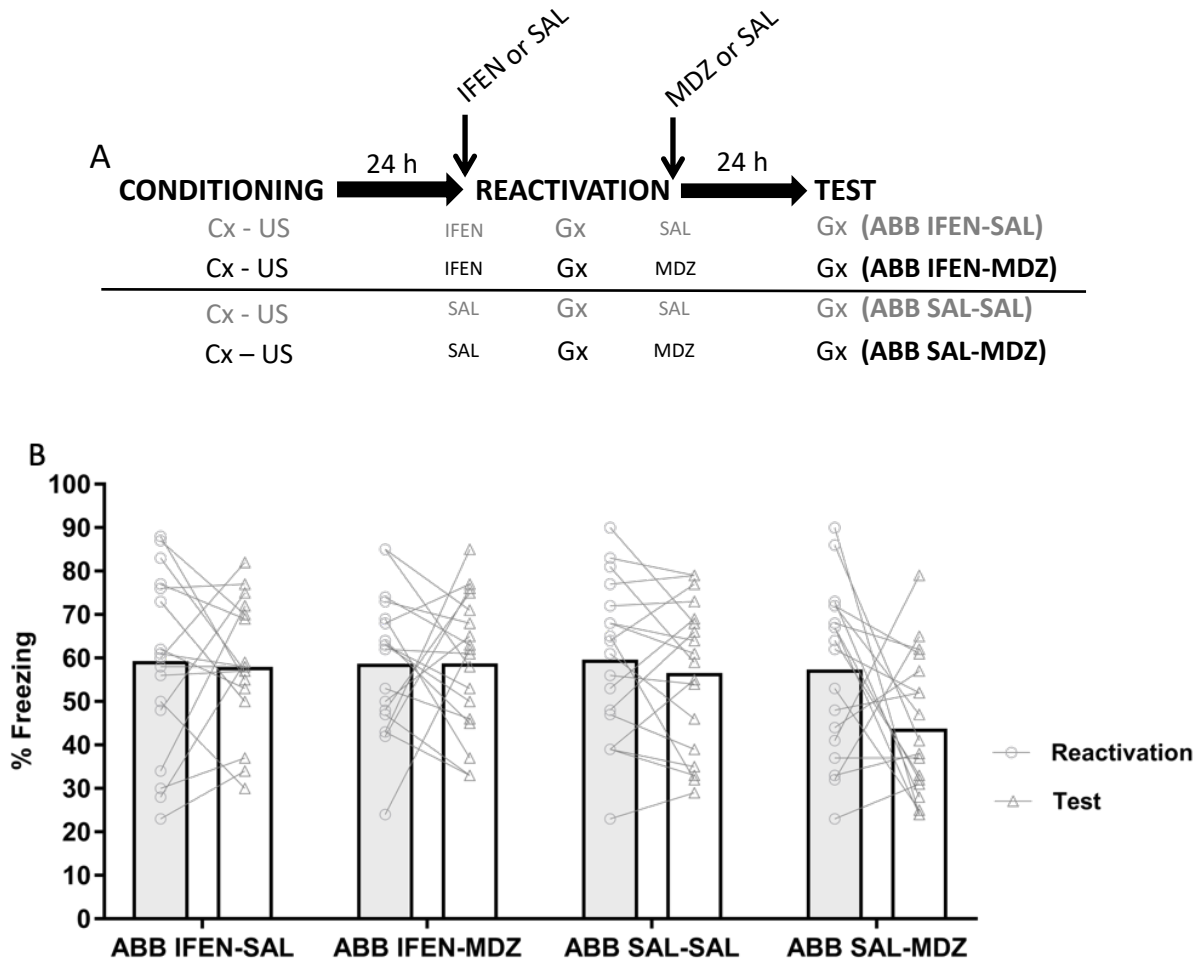 IFEN or SAL
MDZ or SAL
A
24 h
24 h
CONDITIONING REACTIVATION TEST
Cx - US IFEN Gx SAL Gx (ABB IFEN-SAL)
Cx - US IFEN Gx MDZ Gx (ABB IFEN-MDZ)
Cx - US SAL Gx SAL Gx (ABB SAL-SAL)
Cx – US SAL Gx MDZ Gx (ABB SAL-MDZ)
B
% Freezing
100
90
80
70
60
50
40
30
20
10
0
ABB IFEN-SAL ABB IFEN-MDZ ABB SAL-SAL ABB SAL-MDZ
Reactivation
Test